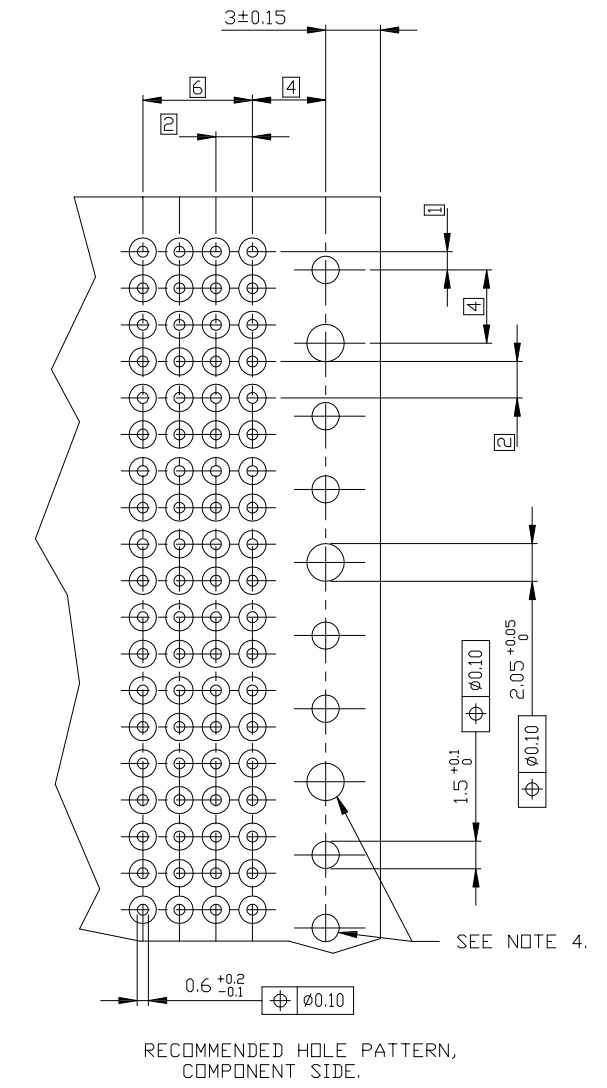 3±0.15
6
4
2
1
4
2
2.05 +0.05 0
⌖ ø0.10
1.5 +0.1 0
⌖ ø0.10
SEE NOTE 4.
0.6 +0.2 -0.1
⌖ ø0.10
RECOMMENDED HOLE PATTERN,
COMPONENT SIDE.